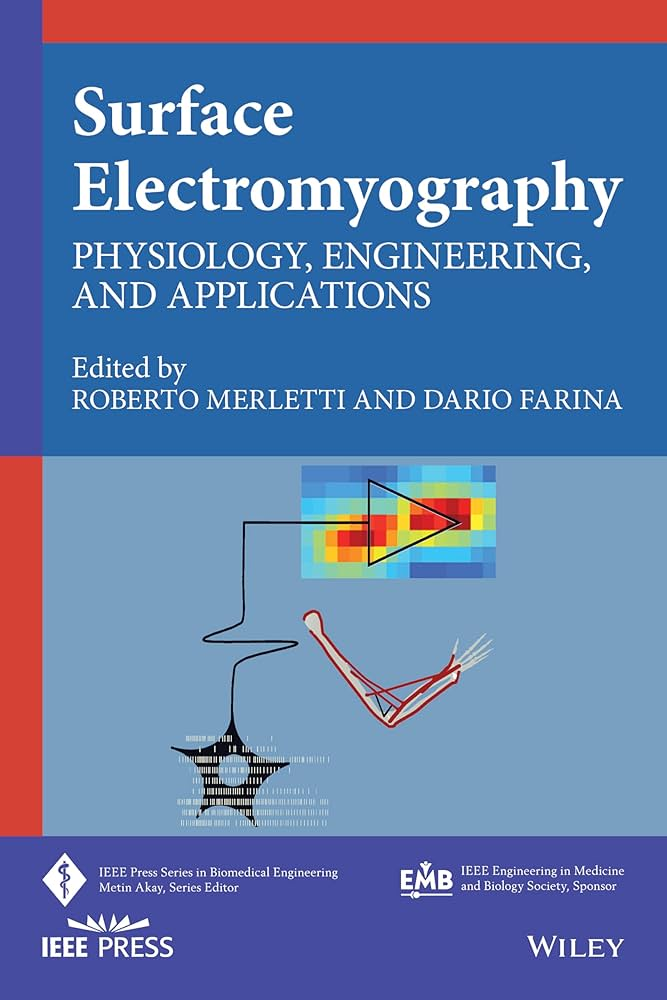 Surface
Electromyography
PHYSIOLOGY, ENGINEERING,
AND APPLICATIONS
Edited by
ROBERTO MERLETTI AND DARIO FARINA
IEEE Press Series in Biomedical Engineering
Metin Akay, Series Editor
EMB
IEEE Engineering in Medicine
and Biology Society, Sponsor
IEEE PRESS
WILEY